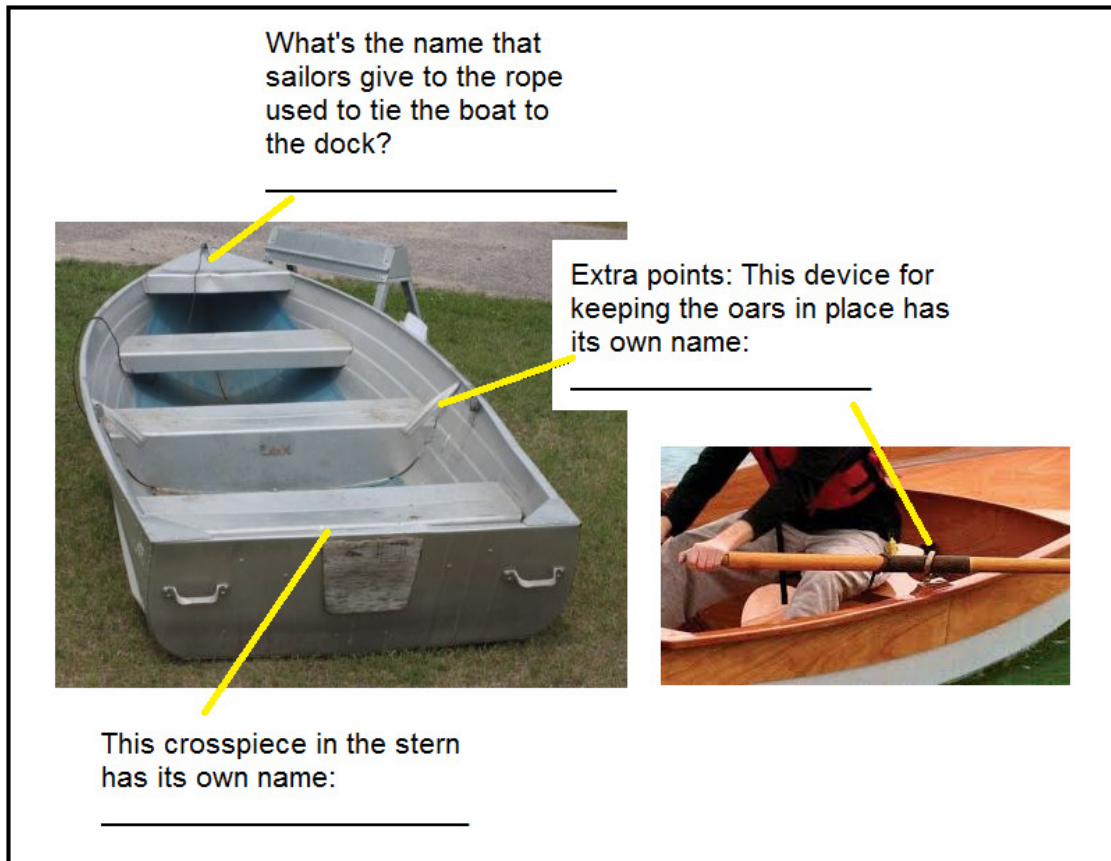 What's the name that
sailors give to the rope
used to tie the boat to
the dock?
Extra points: This device for
keeping the oars in place has
its own name:
This crosspiece in the stern
has its own name: